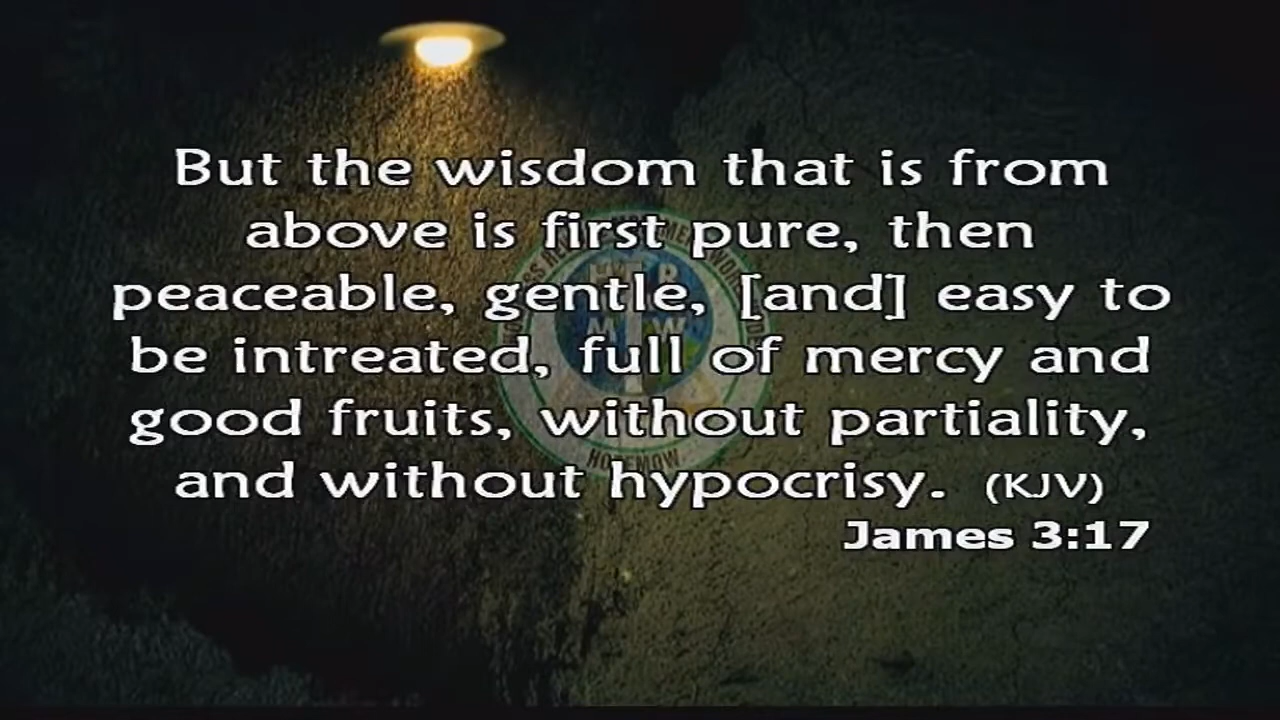 But the wisdom that is from
above is first pure, then
peaceable, gentle, [and] easy to
be intreated, full of mercy and
good fruits, without partiality,
and without hypocrisy. (KJV)
James 3:17
HOREMOW